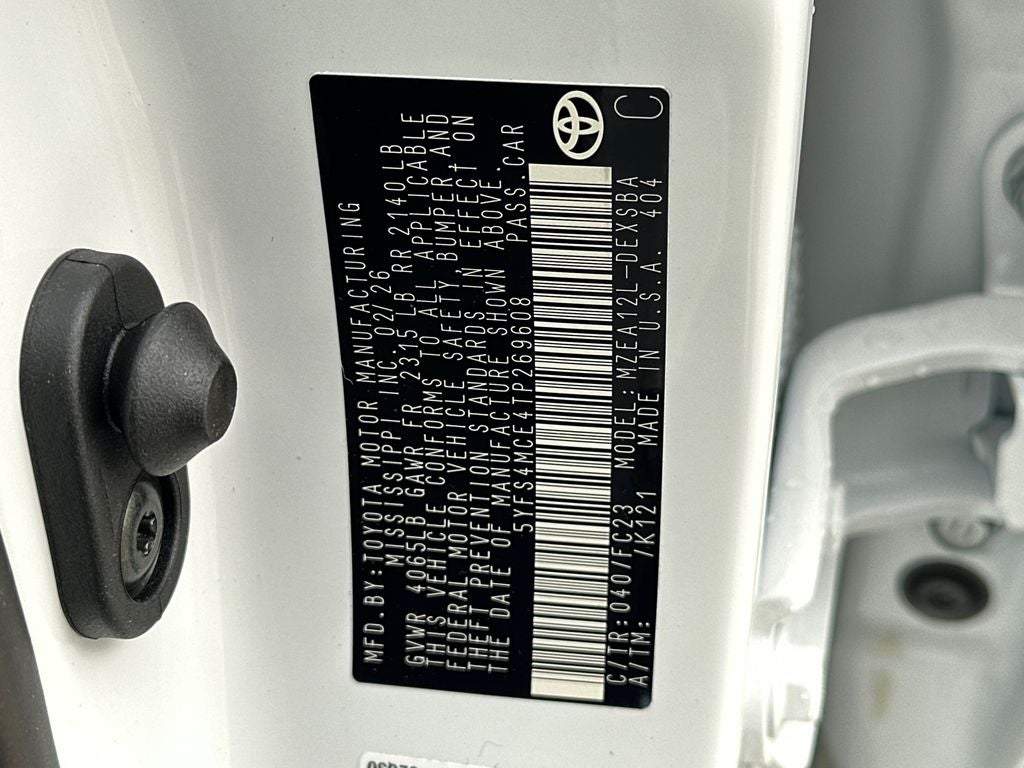 MFD.BY:TOYOTA MOTOR MANUFACTURING
MISSISSIPPI INC. 02/26
GVWR 4065LB GAWR FR 2315 LB RR 2140 LB
THIS VEHICLE CONFORMS TO ALL APPLICABLE
FEDERAL MOTOR VEHICLE SAFETY, BUMPER, AND
THEFT PREVENTION STANDARDS IN EFFECT ON
THE DATE OF MANUFACTURE SHOWN ABOVE.
5YFS4MCE4TP269608 PASS.CAR
C/TR:040/FC23 MODEL:MZEA12L-DEXSBA
A/TM: /K121 MADE IN U.S.A. 404
C